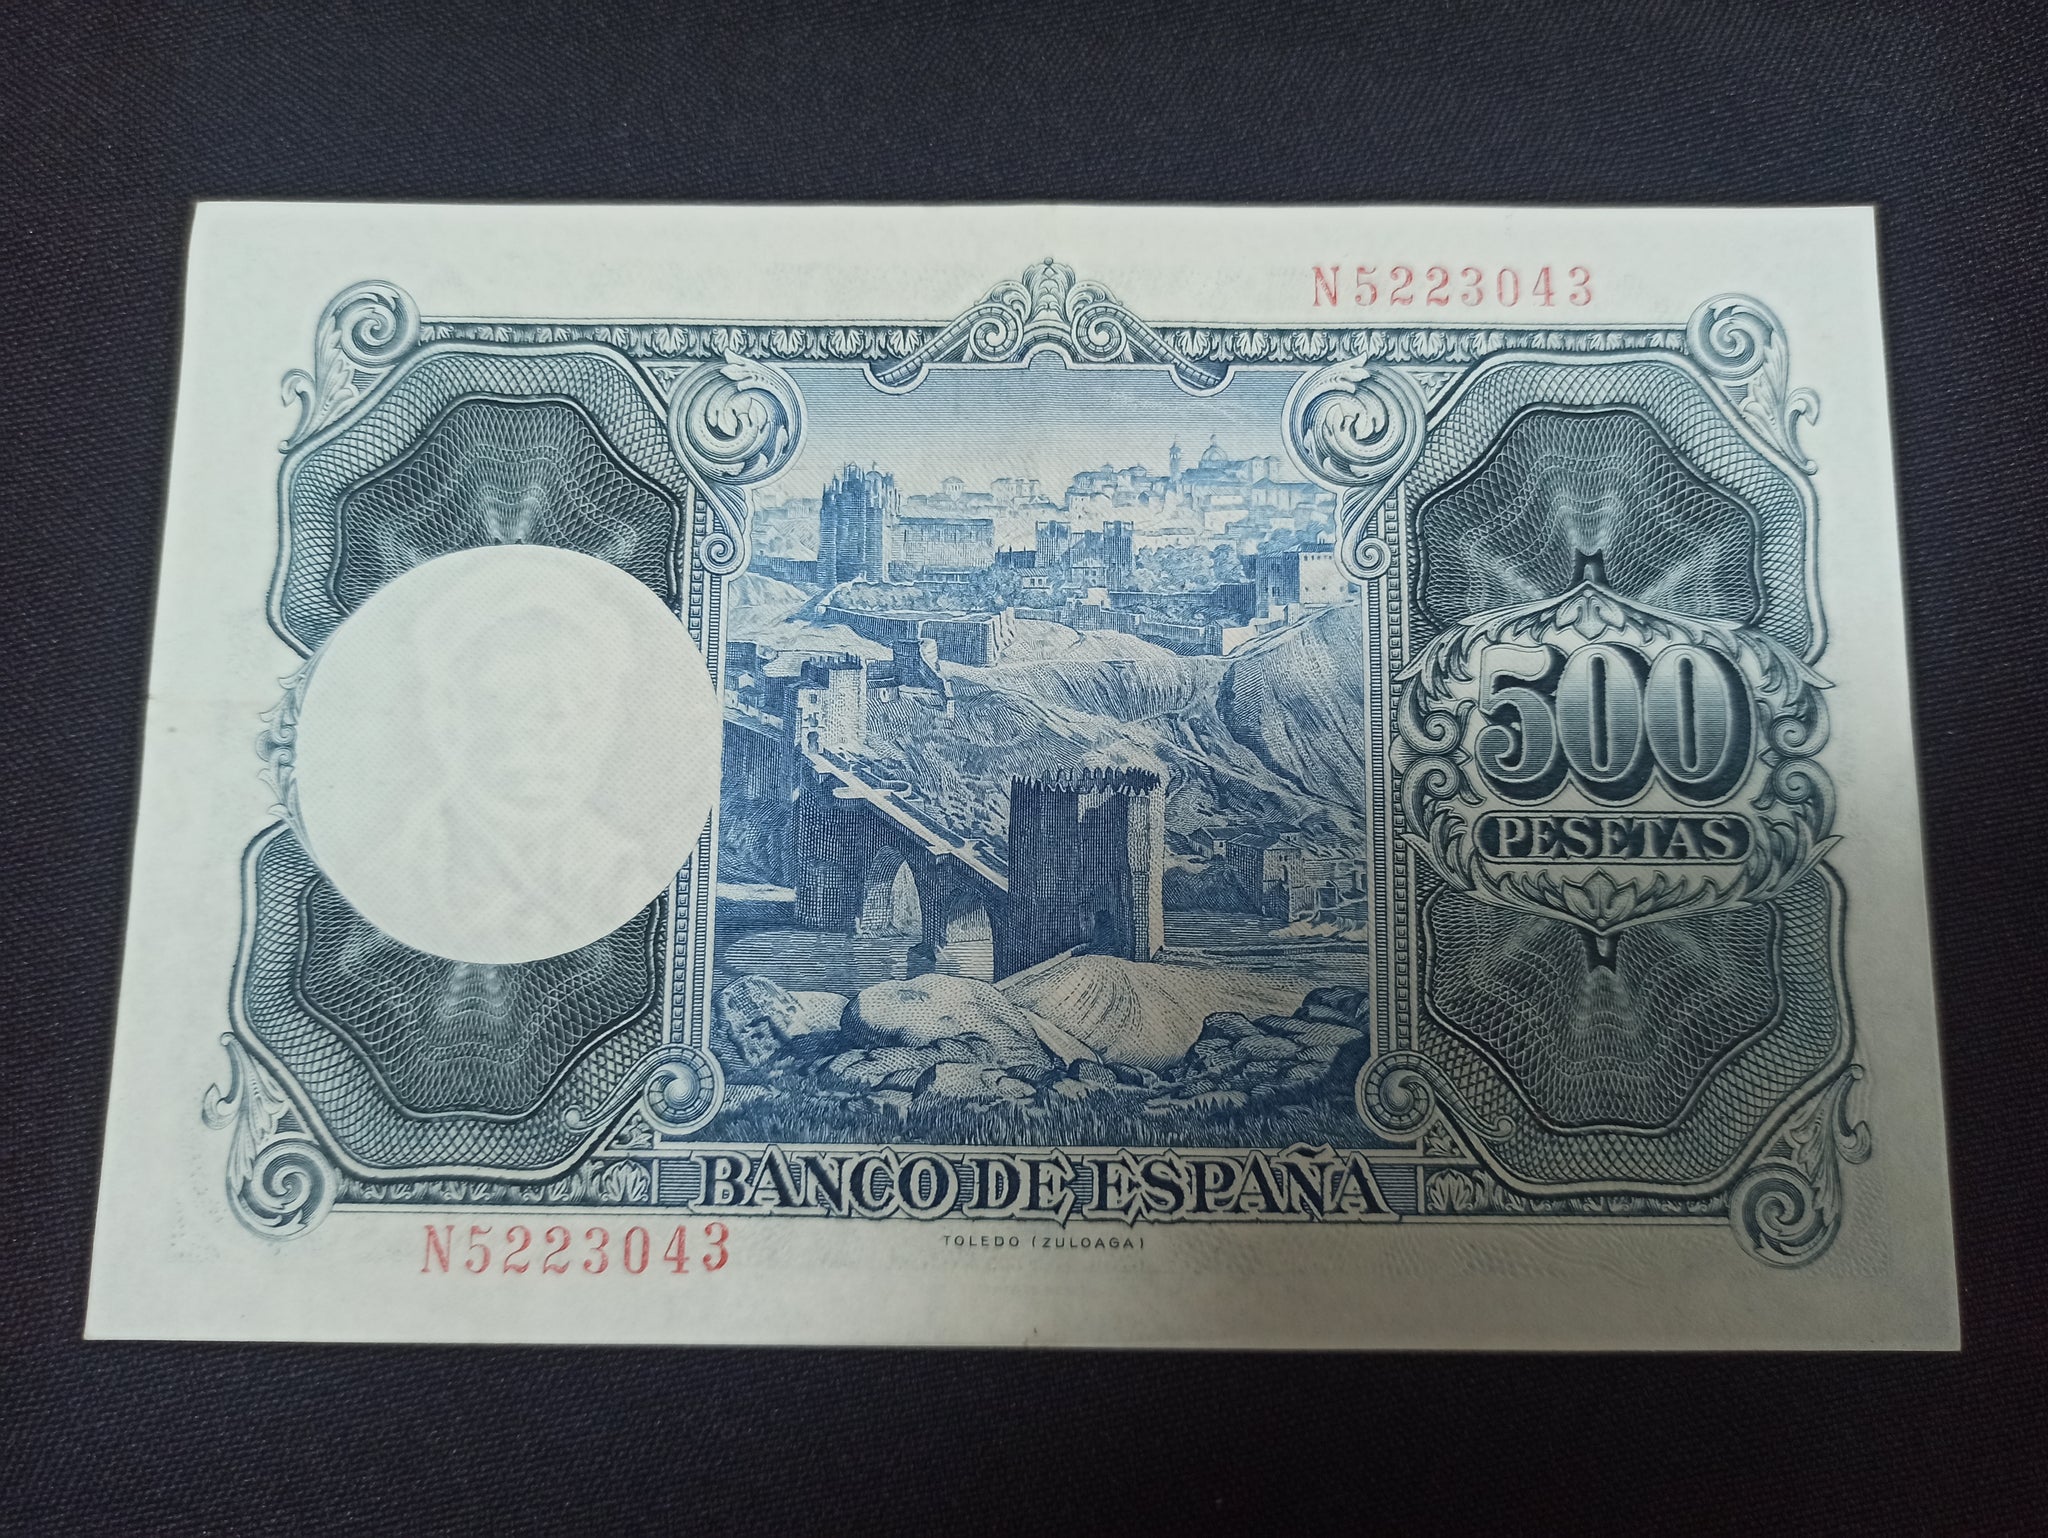 N5223043
500
PESETAS
BANCO DE ESPAÑA
N5223043
TOLEDO (ZULOAGA)